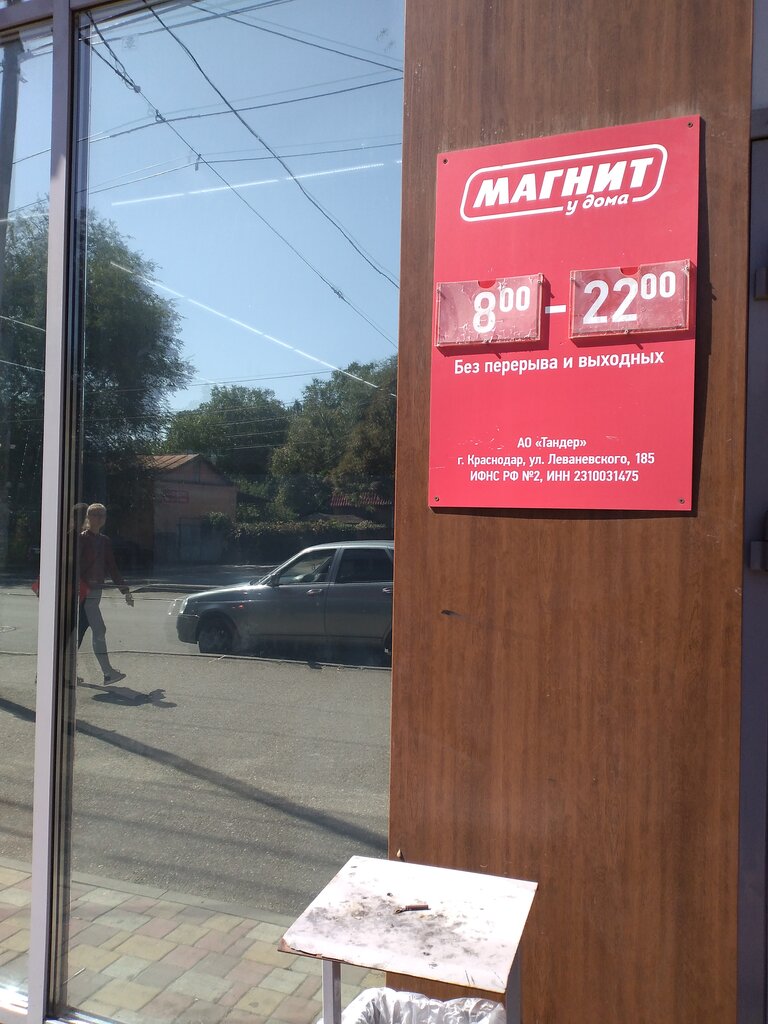 МАГНИТ
у дома
8⁰⁰ – 22⁰⁰
Без перерыва и выходных
АО «Тандер»
г. Краснодар, ул. Леваневского, 185
ИФНС РФ №2, ИНН 2310031475